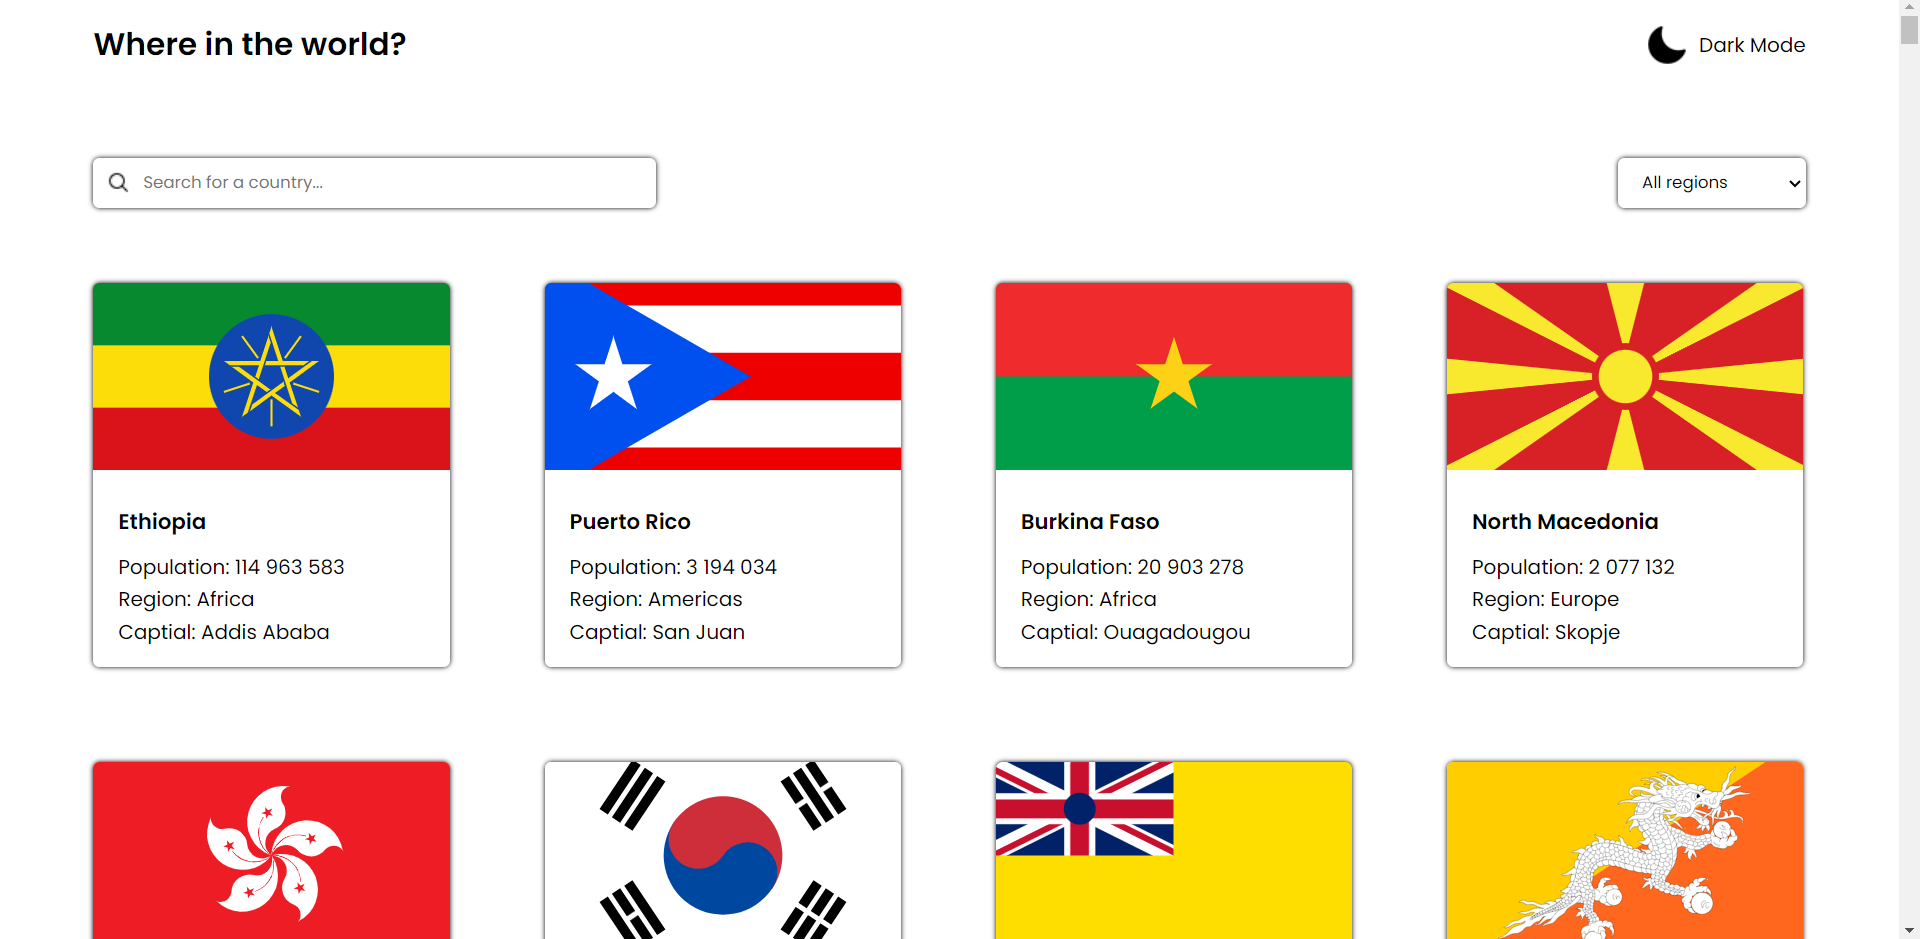 Where in the world?
Dark Mode
Search for a country...
All regions
Ethiopia
Population: 114 963 583
Region: Africa
Captial: Addis Ababa
Puerto Rico
Population: 3 194 034
Region: Americas
Captial: San Juan
Burkina Faso
Population: 20 903 278
Region: Africa
Captial: Ouagadougou
North Macedonia
Population: 2 077 132
Region: Europe
Captial: Skopje